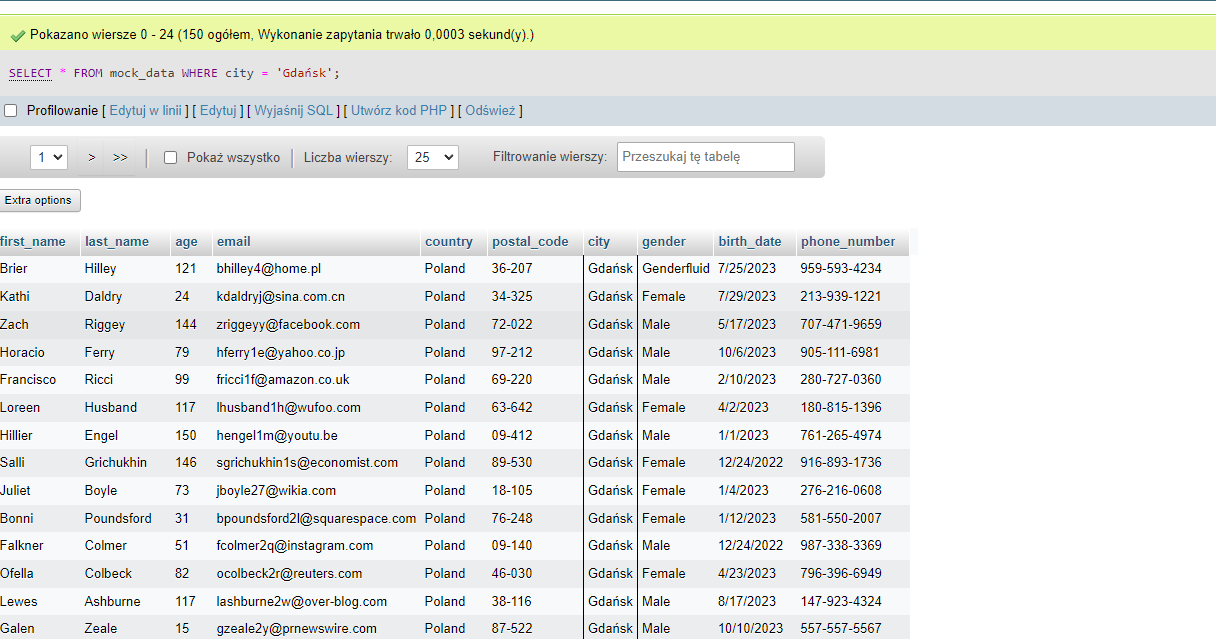 Pokazano wiersze 0 - 24 (150 ogółem, Wykonanie zapytania trwało 0,0003 sekund(y).)
SELECT * FROM mock_data WHERE city = 'Gdańsk';
Profilowanie [ Edytuj w linii ] [ Edytuj ] [ Wyjaśnij SQL ] [ Utwórz kod PHP ] [ Odśwież ]
1 > >> Pokaż wszystko Liczba wierszy: 25 Filtrowanie wierszy: Przeszukaj tę tabelę
Extra options
first_name last_name age email country postal_code city gender birth_date phone_number
Brier Hilley 121 bhilley4@home.pl Poland 36-207 Gdańsk Genderfluid 7/25/2023 959-593-4234
Kathi Daldry 24 kdaldryj@sina.com.cn Poland 34-325 Gdańsk Female 7/29/2023 213-939-1221
Zach Riggey 144 zriggeyy@facebook.com Poland 72-022 Gdańsk Male 5/17/2023 707-471-9659
Horacio Ferry 79 hferry1e@yahoo.co.jp Poland 97-212 Gdańsk Male 10/6/2023 905-111-6981
Francisco Ricci 99 fricci1f@amazon.co.uk Poland 69-220 Gdańsk Male 2/10/2023 280-727-0360
Loreen Husband 117 lhusband1h@wufoo.com Poland 63-642 Gdańsk Female 4/2/2023 180-815-1396
Hillier Engel 150 hengel1m@youtu.be Poland 09-412 Gdańsk Male 1/1/2023 761-265-4974
Salli Grichukhin 146 sgrichukhin1s@economist.com Poland 89-530 Gdańsk Female 12/24/2022 916-893-1736
Juliet Boyle 73 jboyle27@wikia.com Poland 18-105 Gdańsk Female 1/4/2023 276-216-0608
Bonni Poundsford 31 bpoundsford2l@squarespace.com Poland 76-248 Gdańsk Female 1/12/2023 581-550-2007
Falkner Colmer 51 fcolmer2q@instagram.com Poland 09-140 Gdańsk Male 12/24/2022 987-338-3369
Ofella Colbeck 82 ocolbeck2r@reuters.com Poland 46-030 Gdańsk Female 4/23/2023 796-396-6949
Lewes Ashburne 117 lashburne2w@over-blog.com Poland 38-116 Gdańsk Male 8/17/2023 147-923-4324
Galen Zeale 15 gzeale2y@prnewswire.com Poland 87-522 Gdańsk Male 10/10/2023 557-557-5567